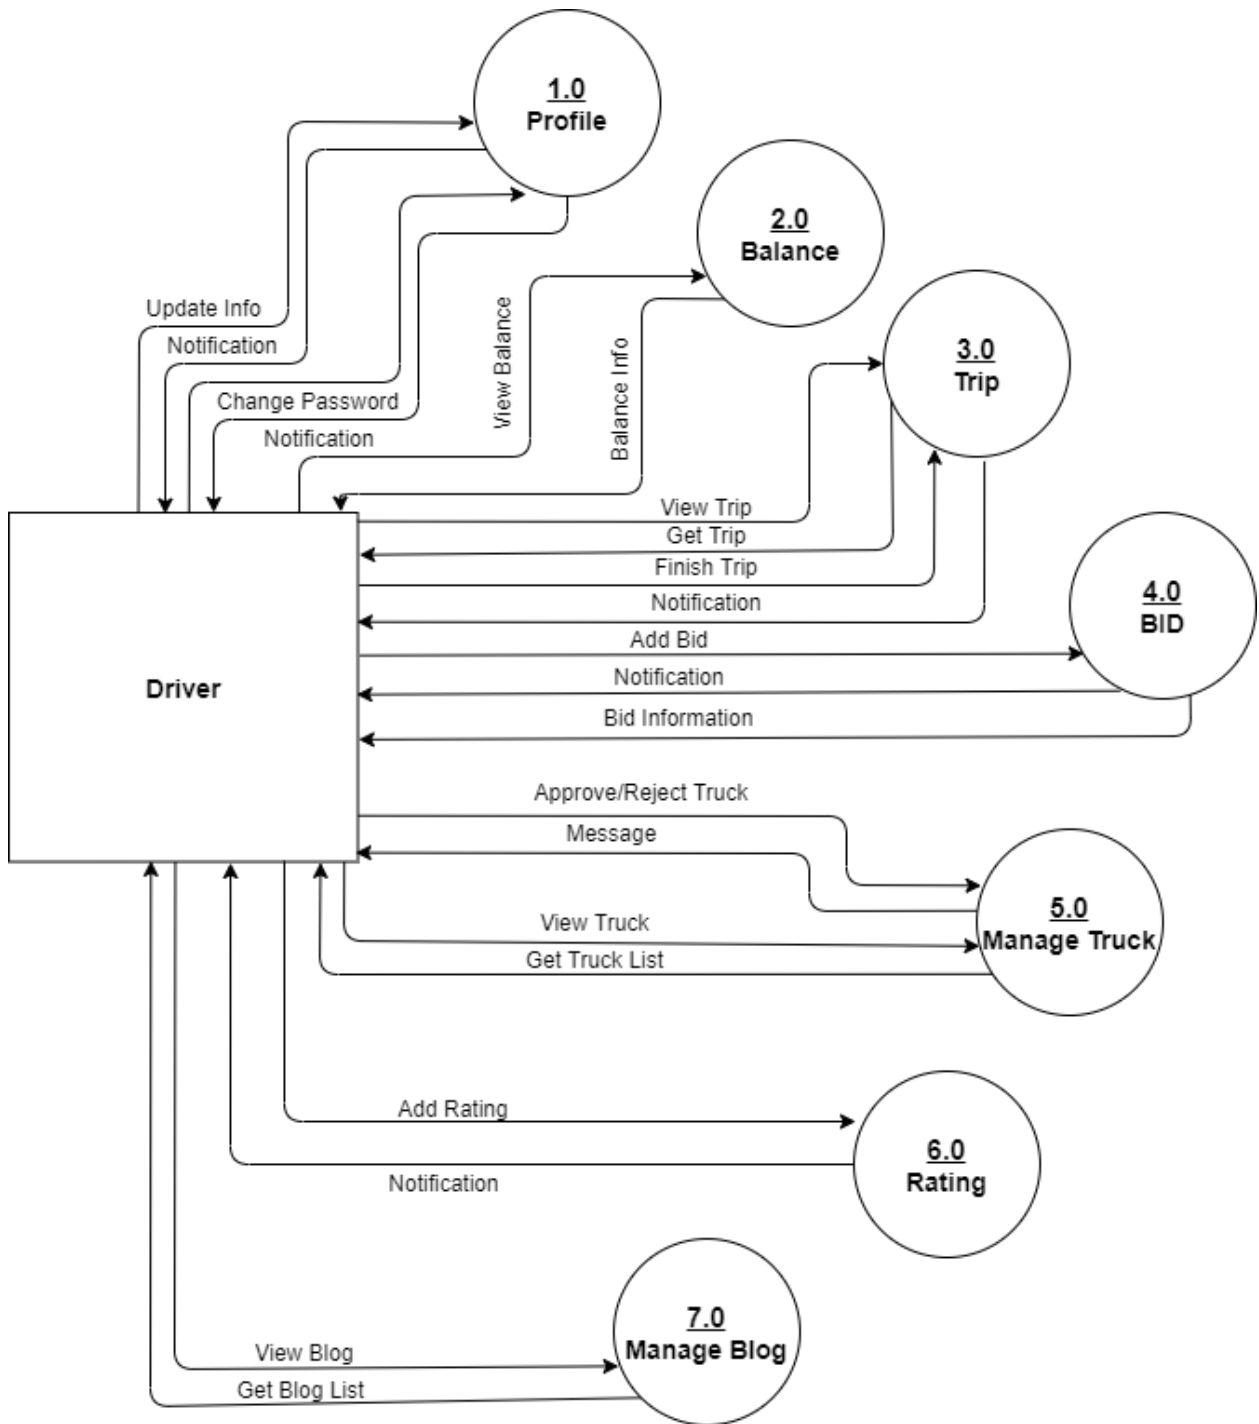 1.0
Profile
2.0
Balance
Update Info
Notification
View Balance
Balance Info
3.0
Trip
Change Password
Notification
View Trip
Get Trip
Finish Trip
Notification
4.0
BID
Add Bid
Notification
Driver
Bid Information
Approve/Reject Truck
Message
5.0
Manage Truck
View Truck
Get Truck List
Add Rating
6.0
Rating
Notification
7.0
Manage Blog
View Blog
Get Blog List